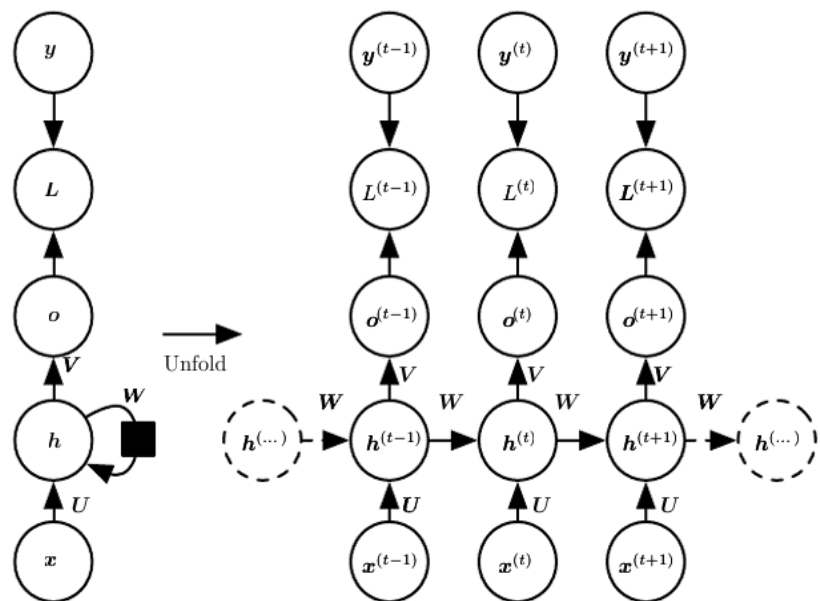 y y^(t−1) y^(t) y^(t+1)
L L^(t−1) L^(t) L^(t+1)
o o^(t−1) o^(t) o^(t+1)
Unfold
V V V V
W W W W W
h h^(...) h^(t−1) h^(t) h^(t+1) h^(...)
U U U U
x x^(t−1) x^(t) x^(t+1)